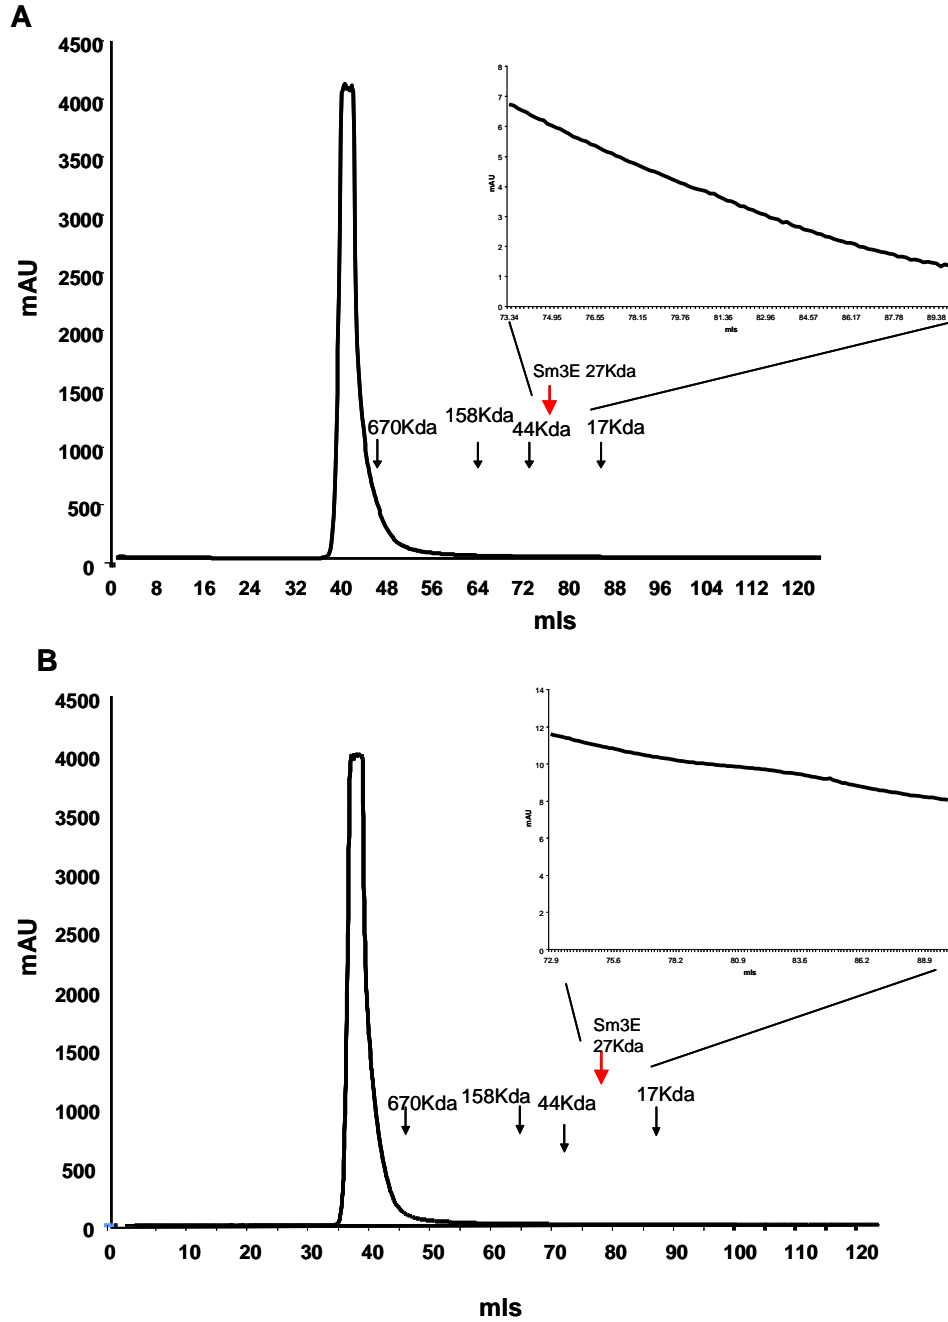 A
4500
4000
3500
3000
2500
2000
1500
1000
500
0
mAU
0 8 16 24 32 40 48 56 64 72 80 88 96 104 112 120
mls
670Kda
158Kda
44Kda
17Kda
Sm3E 27Kda
8
7
6
5
4
3
2
1
0
mAU
73.34 74.95 76.55 78.15 79.76 81.36 82.96 84.57 86.17 87.78 89.38
mls
B
4500
4000
3500
3000
2500
2000
1500
1000
500
0
mAU
0 10 20 30 40 50 60 70 80 90 100 110 120
mls
670Kda
158Kda
44Kda
17Kda
Sm3E
27Kda
14
12
10
8
6
4
2
0
mAU
72.9 75.6 78.2 80.9 83.6 86.2 88.9
mls